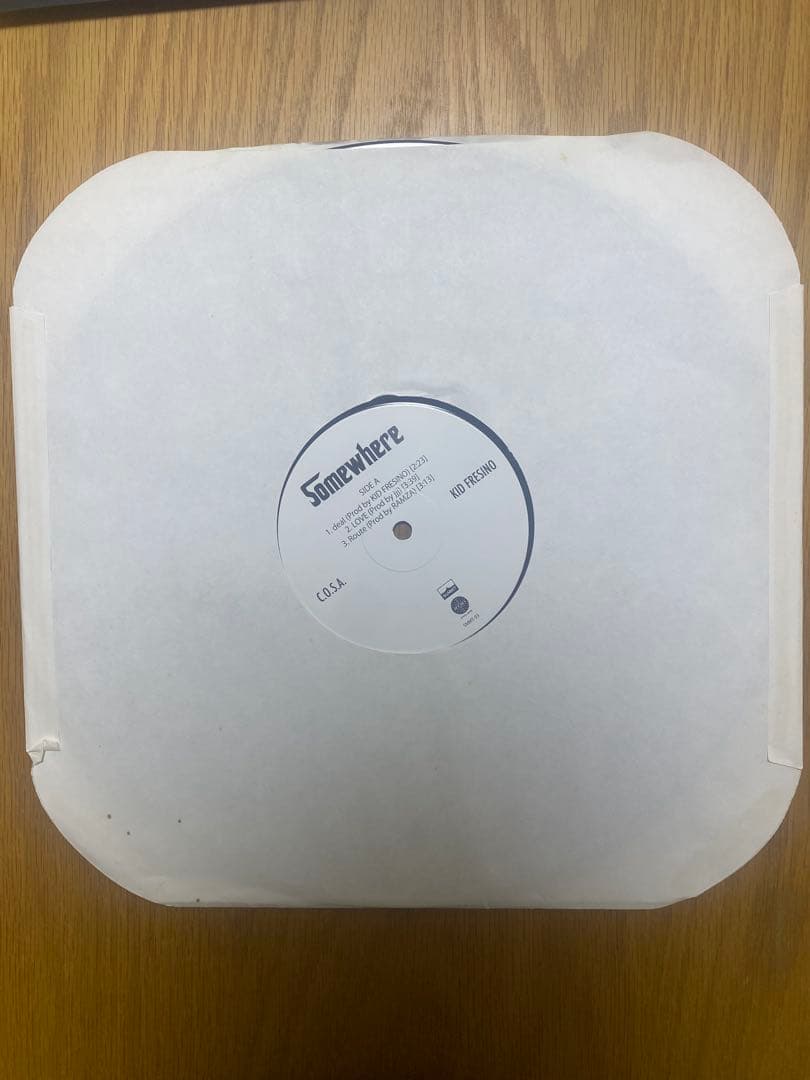 Somewhere
SIDE A
1. deal (Prod by KID FRESINO) [2:23]
2. LOVE (Prod by jjj) [3:39]
3. Route (Prod by RAMZA) [3:13]
C.O.S.A.
KID FRESINO